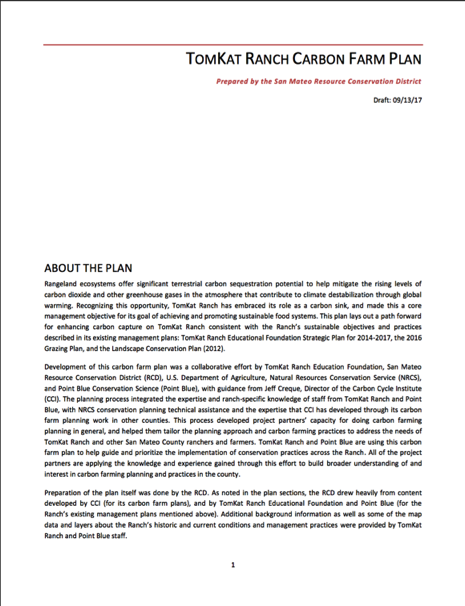 TOMKAT RANCH CARBON FARM PLAN
Prepared by the San Mateo Resource Conservation District
Draft: 09/13/17
ABOUT THE PLAN
Rangeland ecosystems offer significant terrestrial carbon sequestration potential to help mitigate the rising levels of
carbon dioxide and other greenhouse gases in the atmosphere that contribute to climate destabilization through global
warming. Recognizing this opportunity, TomKat Ranch has embraced its role as a carbon sink, and made this a core
management objective for its goal of achieving and promoting sustainable food systems. This plan lays out a path forward
for enhancing carbon capture on TomKat Ranch consistent with the Ranch's sustainable objectives and practices
described in its existing management plans: TomKat Ranch Educational Foundation Strategic Plan for 2014-2017, the 2016
Grazing Plan, and the Landscape Conservation Plan (2012).
Development of this carbon farm plan was a collaborative effort by TomKat Ranch Education Foundation, San Mateo
Resource Conservation District (RCD), U.S. Department of Agriculture, Natural Resources Conservation Service (NRCS),
and Point Blue Conservation Science (Point Blue), with guidance from Jeff Creque, Director of the Carbon Cycle Institute
(CCI). The planning process integrated the expertise and ranch-specific knowledge of staff from TomKat Ranch and Point
Blue, with NRCS conservation planning technical assistance and the expertise that CCI has developed through its carbon
farm planning work in other counties. This process developed project partners' capacity for doing carbon farming
planning in general, and helped them tailor the planning approach and carbon farming practices to address the needs of
TomKat Ranch and other San Mateo County ranchers and farmers. TomKat Ranch and Point Blue are using this carbon
farm plan to help guide and prioritize the implementation of conservation practices across the Ranch. All of the project
partners are applying the knowledge and experience gained through this effort to build broader understanding of and
interest in carbon farming planning and practices in the county.
Preparation of the plan itself was done by the RCD. As noted in the plan sections, the RCD drew heavily from content
developed by CCI (for its carbon farm plans), and by TomKat Ranch Educational Foundation and Point Blue (for the
Ranch's existing management plans mentioned above). Additional background information as well as some of the map
data and layers about the Ranch's historic and current conditions and management practices were provided by TomKat
Ranch and Point Blue staff.
1